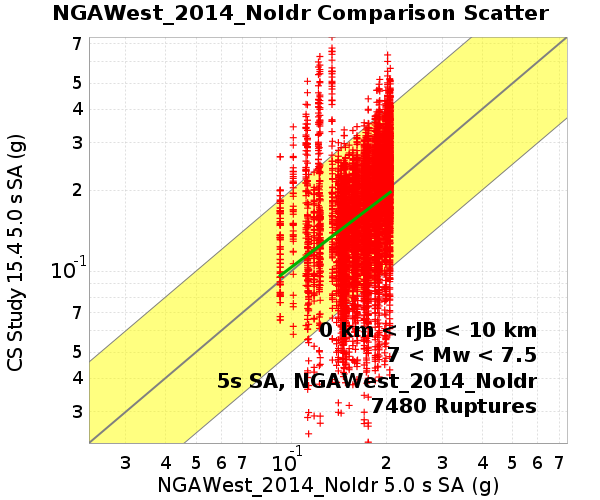 NGAWest_2014_NoIdr Comparison Scatter
CS Study 15.4 5.0 s SA (g)
7
5
4
3
2
10-1
7
5
4
3
0 km < rJB < 10 km
7 < Mw < 7.5
5s SA, NGAWest_2014_NoIdr
7480 Ruptures
3 4 5 6 7 10-1 2 3 4 5 6 7
NGAWest_2014_NoIdr 5.0 s SA (g)